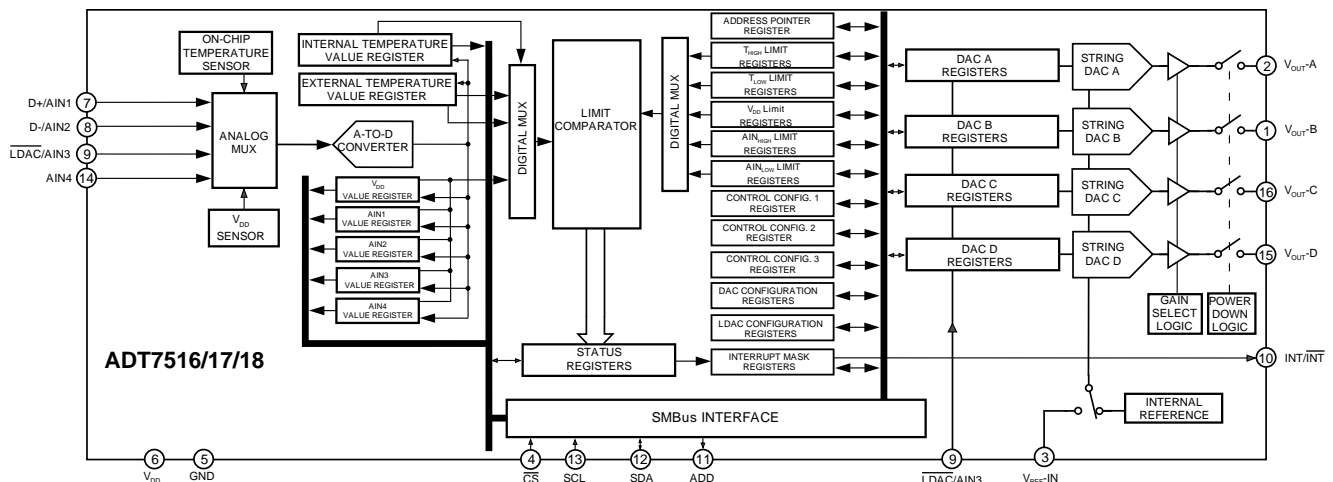 ON-CHIP
TEMPERATURE
SENSOR
D+/AIN1
7
D-/AIN2
8
LDAC/AIN3
9
AIN4
14
ANALOG
MUX
VDD
SENSOR
INTERNAL TEMPERATURE
VALUE REGISTER
EXTERNAL TEMPERATURE
VALUE REGISTER
A-TO-D
CONVERTER
VDD
VALUE REGISTER
AIN1
VALUE REGISTER
AIN2
VALUE REGISTER
AIN3
VALUE REGISTER
AIN4
VALUE REGISTER
DIGITAL MUX
LIMIT
COMPARATOR
DIGITAL MUX
ADDRESS POINTER
REGISTER
THIGH LIMIT
REGISTERS
TLOW LIMIT
REGISTERS
VDD Limit
REGISTERS
AINHIGH LIMIT
REGISTERS
AINLOW LIMIT
REGISTERS
CONTROL CONFIG. 1
REGISTER
CONTROL CONFIG. 2
REGISTER
CONTROL CONFIG. 3
REGISTER
DAC CONFIGURATION
REGISTERS
LDAC CONFIGURATION
REGISTERS
INTERRUPT MASK
REGISTERS
STATUS
REGISTERS
SMBus INTERFACE
DAC A
REGISTERS
STRING
DAC A
2
VOUT-A
DAC B
REGISTERS
STRING
DAC B
1
VOUT-B
DAC C
REGISTERS
STRING
DAC C
16
VOUT-C
DAC D
REGISTERS
STRING
DAC D
15
VOUT-D
GAIN
SELECT
LOGIC
POWER
DOWN
LOGIC
10
INT/INT
INTERNAL
REFERENCE
ADT7516/17/18
6
VDD
5
GND
4
CS
13
SCL
12
SDA
11
ADD
9
LDAC/AIN3
3
VREF-IN